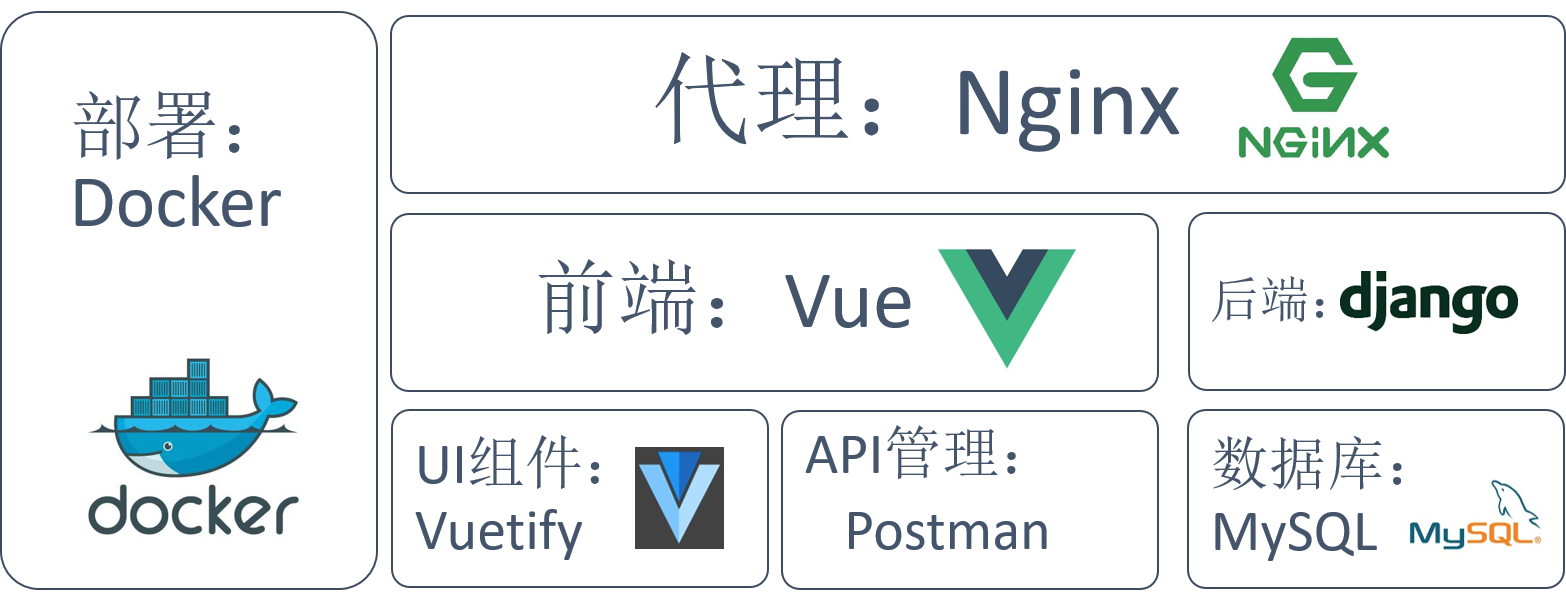 部署：
Docker
docker
代理： Nginx
NGiNX
前端： Vue
后端：django
UI组件：
Vuetify
API管理：
Postman
数据库：
MySQL
MySQL®